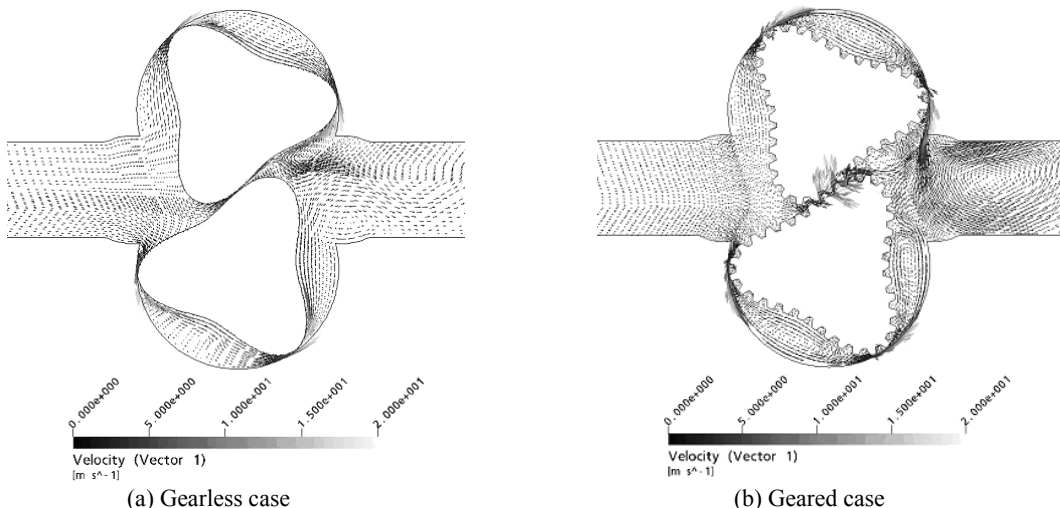 0.000e+000
5.000e+000
1.000e+001
1.500e+001
2.000e+001
Velocity (Vector 1)
[m s^-1]
(a) Gearless case
0.000e+000
5.000e+000
1.000e+001
1.500e+001
2.000e+001
Velocity (Vector 1)
[m s^-1]
(b) Geared case